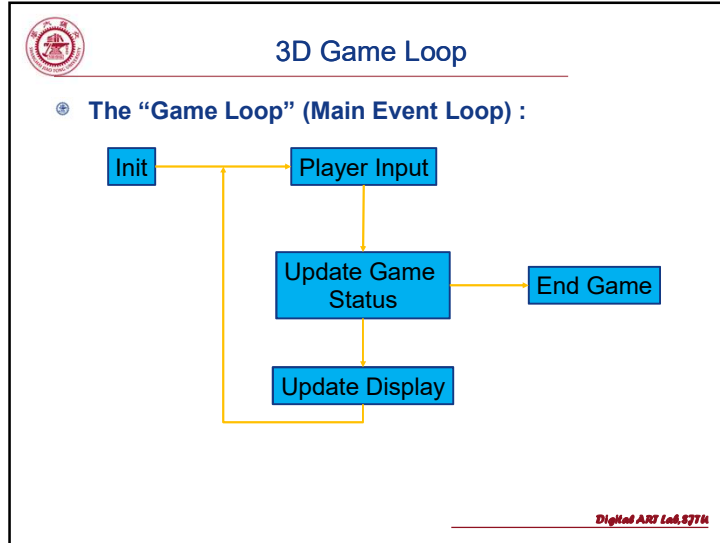 3D Game Loop
The “Game Loop” (Main Event Loop) :
Init
Player Input
Update Game
Status
End Game
Update Display
Digital ART Lab,SJTU